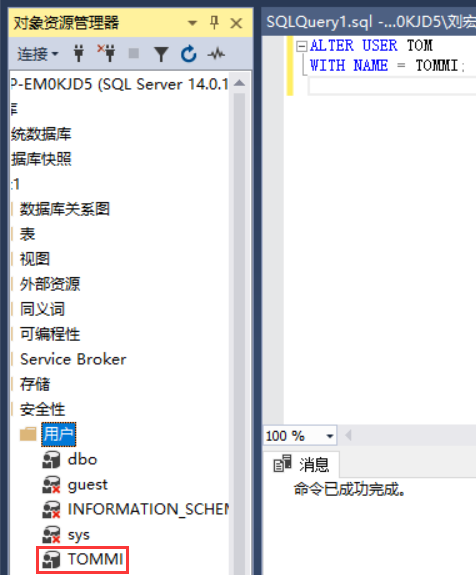 对象资源管理器
连接
P-EM0KJD5 (SQL Server 14.0.1
库
统数据库
据库快照
:1
数据库关系图
表
视图
外部资源
同义词
可编程性
Service Broker
存储
安全性
用户
dbo
guest
INFORMATION_SCHEM
sys
TOMMI
SQLQuery1.sql -...0KJD5\刘宏
ALTER USER TOM
WITH NAME = TOMMI;
100 %
消息
命令已成功完成。